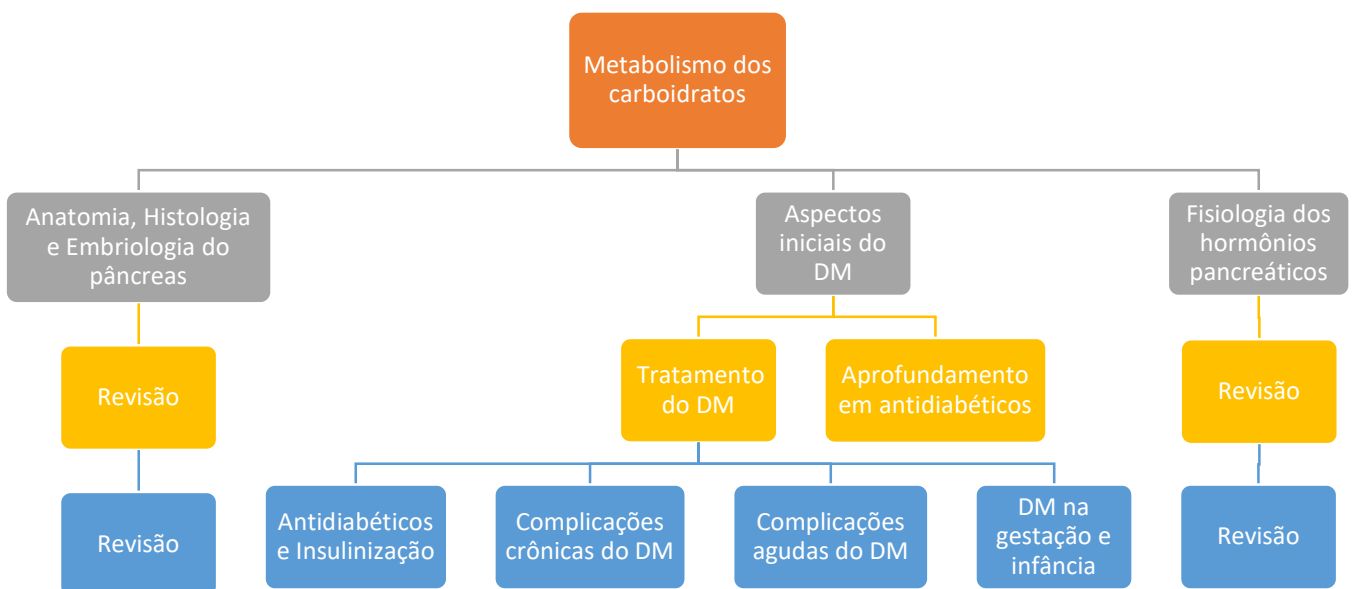 Metabolismo dos
carboidratos
Anatomia, Histologia
e Embriologia do
pâncreas
Aspectos
iniciais do
DM
Fisiologia dos
hormônios
pancreáticos
Revisão
Tratamento
do DM
Aprofundamento
em antidiabéticos
Revisão
Revisão
Antidiabéticos
e Insulinização
Complicações
crônicas do DM
Complicações
agudas do DM
DM na
gestação e
infância
Revisão